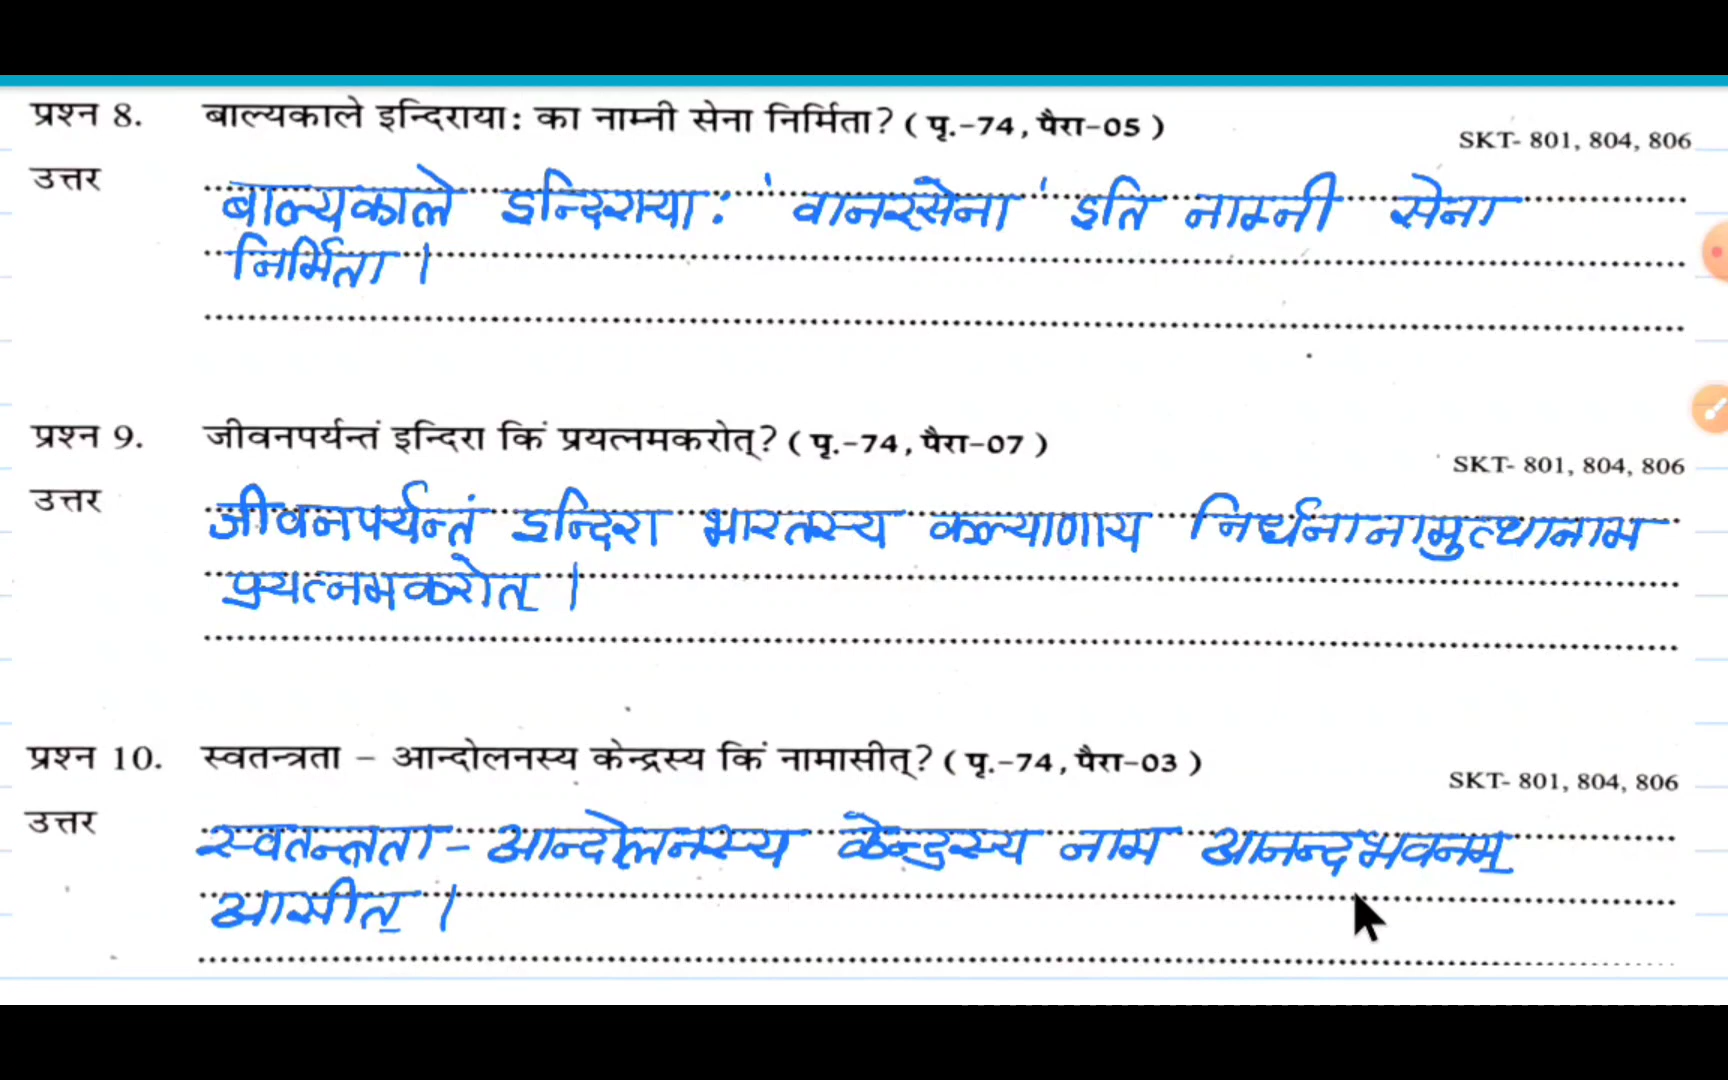 प्रश्न 8. बाल्यकाले इन्दिराया: का नाम्नी सेना निर्मिता? ( पृ.-74, पैरा-05 )
SKT- 801, 804, 806
उत्तर
बाल्यकाले इन्दिराया: 'वानरसेना' इति नाम्नी सेना
निर्मिता ।
प्रश्न 9. जीवनपर्यन्तं इन्दिरा किं प्रयत्नमकरोत्? ( पृ.-74, पैरा-07 )
SKT- 801, 804, 806
उत्तर
जीवनपर्यन्तं इन्दिरा भारतस्य कल्याणाय निर्धनानामुत्थानाम
प्रयत्नमकरोत् ।
प्रश्न 10. स्वतन्त्रता – आन्दोलनस्य केन्द्रस्य किं नामासीत्? ( पृ.-74, पैरा-03 )
SKT- 801, 804, 806
उत्तर
स्वतन्त्रता - आन्दोलनस्य केन्द्रस्य नाम आनन्दभवनम्
आसीत् ।